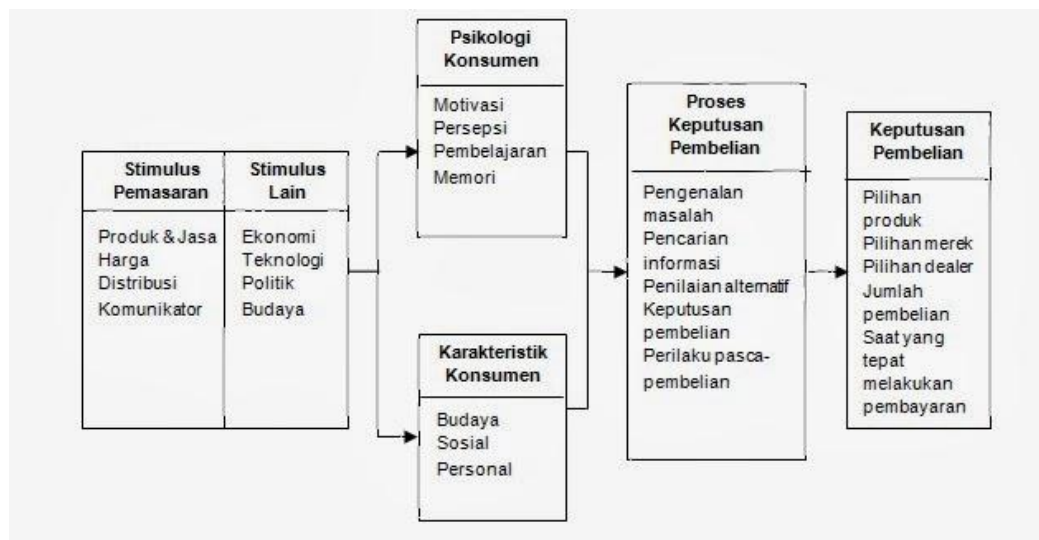 Stimulus
Pemasaran
Produk & Jasa
Harga
Distribusi
Komunikator
Stimulus
Lain
Ekonomi
Teknologi
Politik
Budaya
Psikologi
Konsumen
Motivasi
Persepsi
Pembelajaran
Memori
Karakteristik
Konsumen
Budaya
Sosial
Personal
Proses
Keputusan
Pembelian
Pengenalan
masalah
Pencarian
informasi
Penilaian alternatif
Keputusan
pembelian
Perilaku pasca-
pembelian
Keputusan
Pembelian
Pilihan
produk
Pilihan merek
Pilihan dealer
Jumlah
pembelian
Saat yang
tepat
melakukan
pembayaran